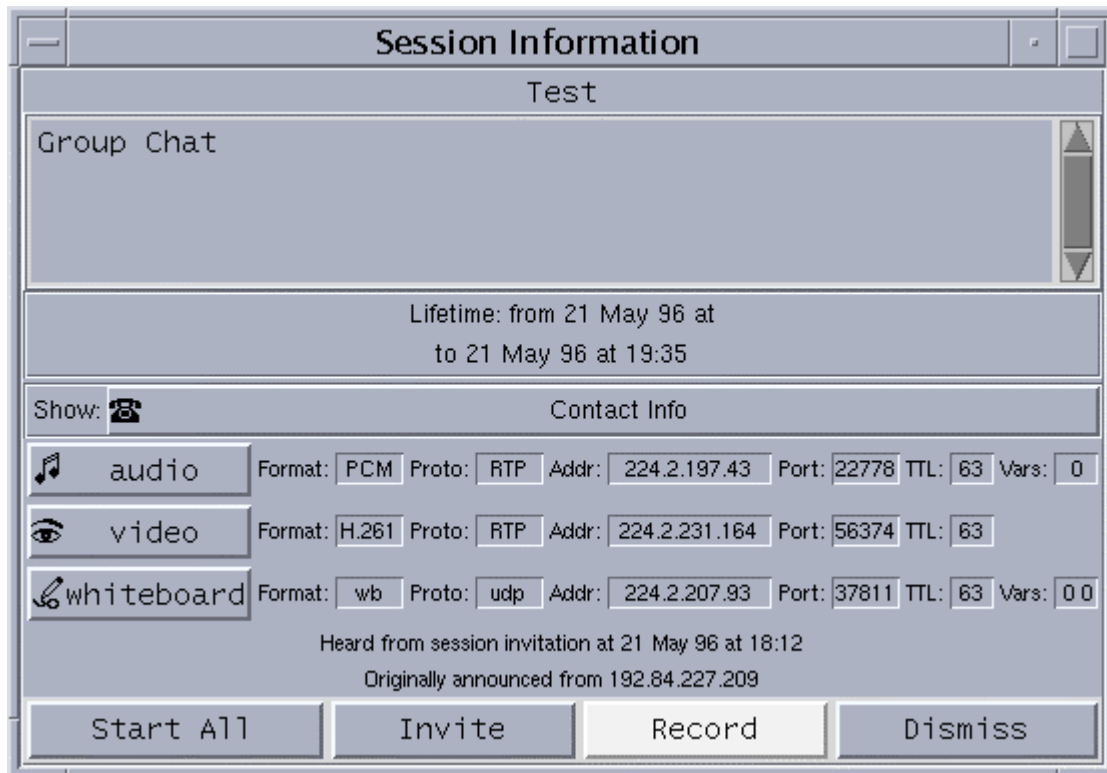 Session Information
Test
Group Chat
Lifetime: from 21 May 96 at
to 21 May 96 at 19:35
Show: Contact Info
audio Format: PCM Proto: RTP Addr: 224.2.197.43 Port: 22778 TTL: 63 Vars: 0
video Format: H.261 Proto: RTP Addr: 224.2.231.164 Port: 56374 TTL: 63
whiteboard Format: wb Proto: udp Addr: 224.2.207.93 Port: 37811 TTL: 63 Vars: 0 0
Heard from session invitation at 21 May 96 at 18:12
Originally announced from 192.84.227.209
Start All Invite Record Dismiss